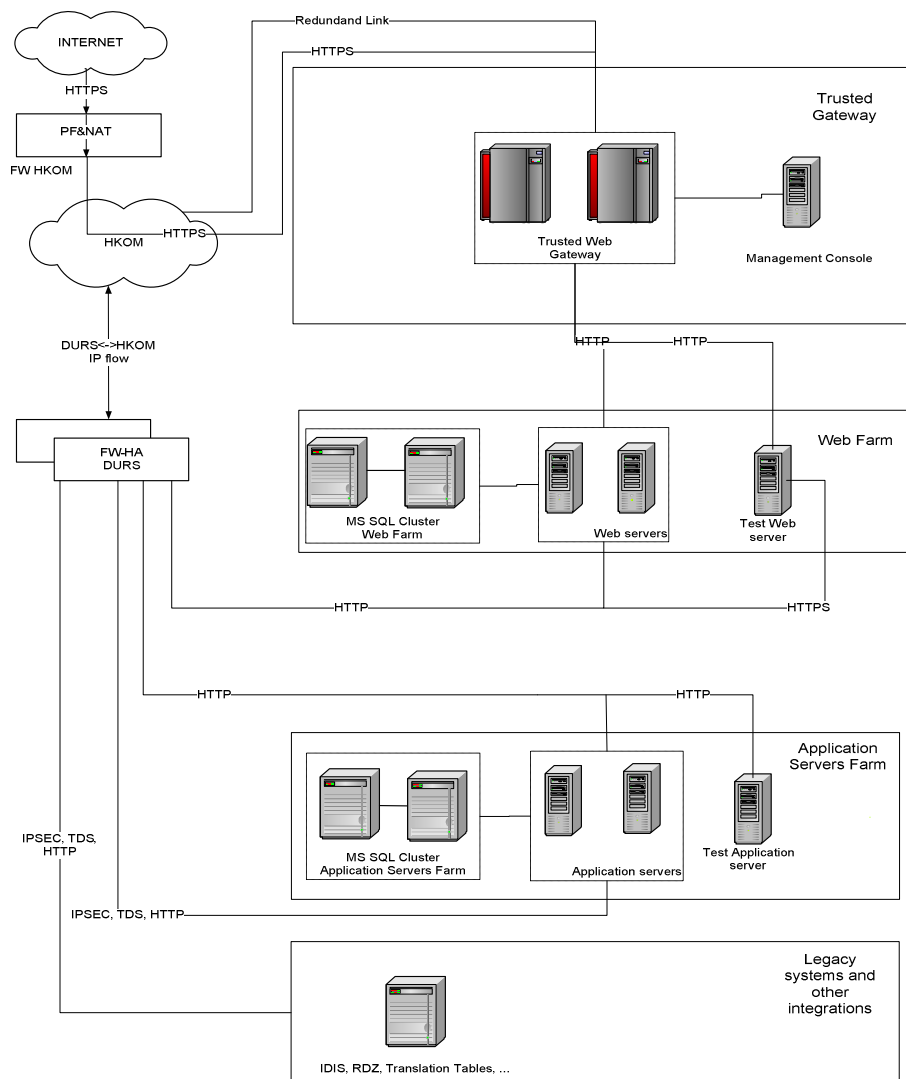 Redundand Link
INTERNET
HTTPS
HTTPS
Trusted
Gateway
PF&NAT
FW HKOM
HKOM
HTTPS
Trusted Web
Gateway
Management Console
DURS<->HKOM
IP flow
HTTP
HTTP
FW-HA
DURS
Web Farm
MS SQL Cluster
Web Farm
Web servers
Test Web
server
HTTP
HTTPS
HTTP
HTTP
Application
Servers Farm
IPSEC, TDS,
HTTP
MS SQL Cluster
Application Servers Farm
Application servers
Test Application
server
IPSEC, TDS, HTTP
Legacy
systems and
other
integrations
IDIS, RDZ, Translation Tables, ...